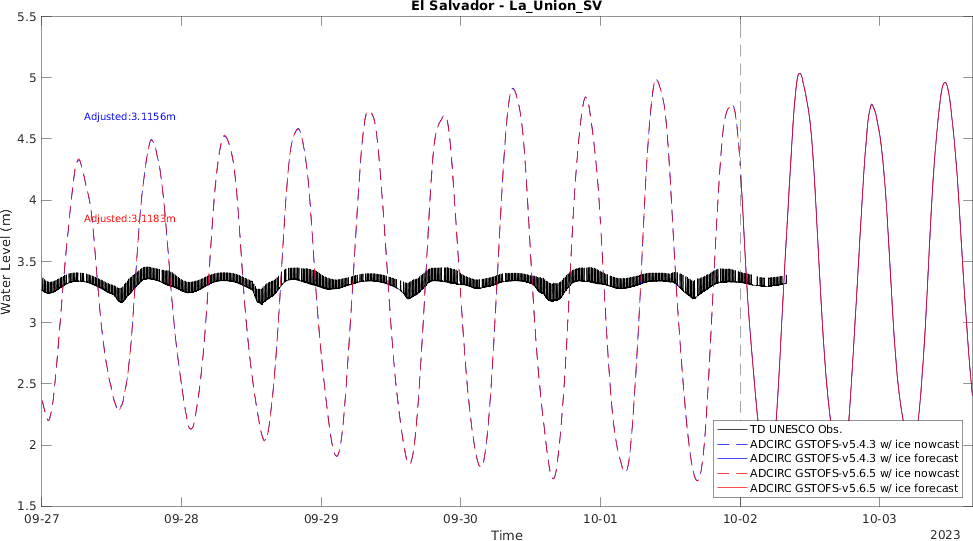 El Salvador - La_Union_SV
5.5
5
4.5
4
3.5
3
2.5
2
1.5
Water Level (m)
Adjusted:3.1156m
Adjusted:3.1183m
TD UNESCO Obs.
ADCIRC GSTOFS-v5.4.3 w/ ice nowcast
ADCIRC GSTOFS-v5.4.3 w/ ice forecast
ADCIRC GSTOFS-v5.6.5 w/ ice nowcast
ADCIRC GSTOFS-v5.6.5 w/ ice forecast
09-27 09-28 09-29 09-30 10-01 10-02 10-03
Time
2023